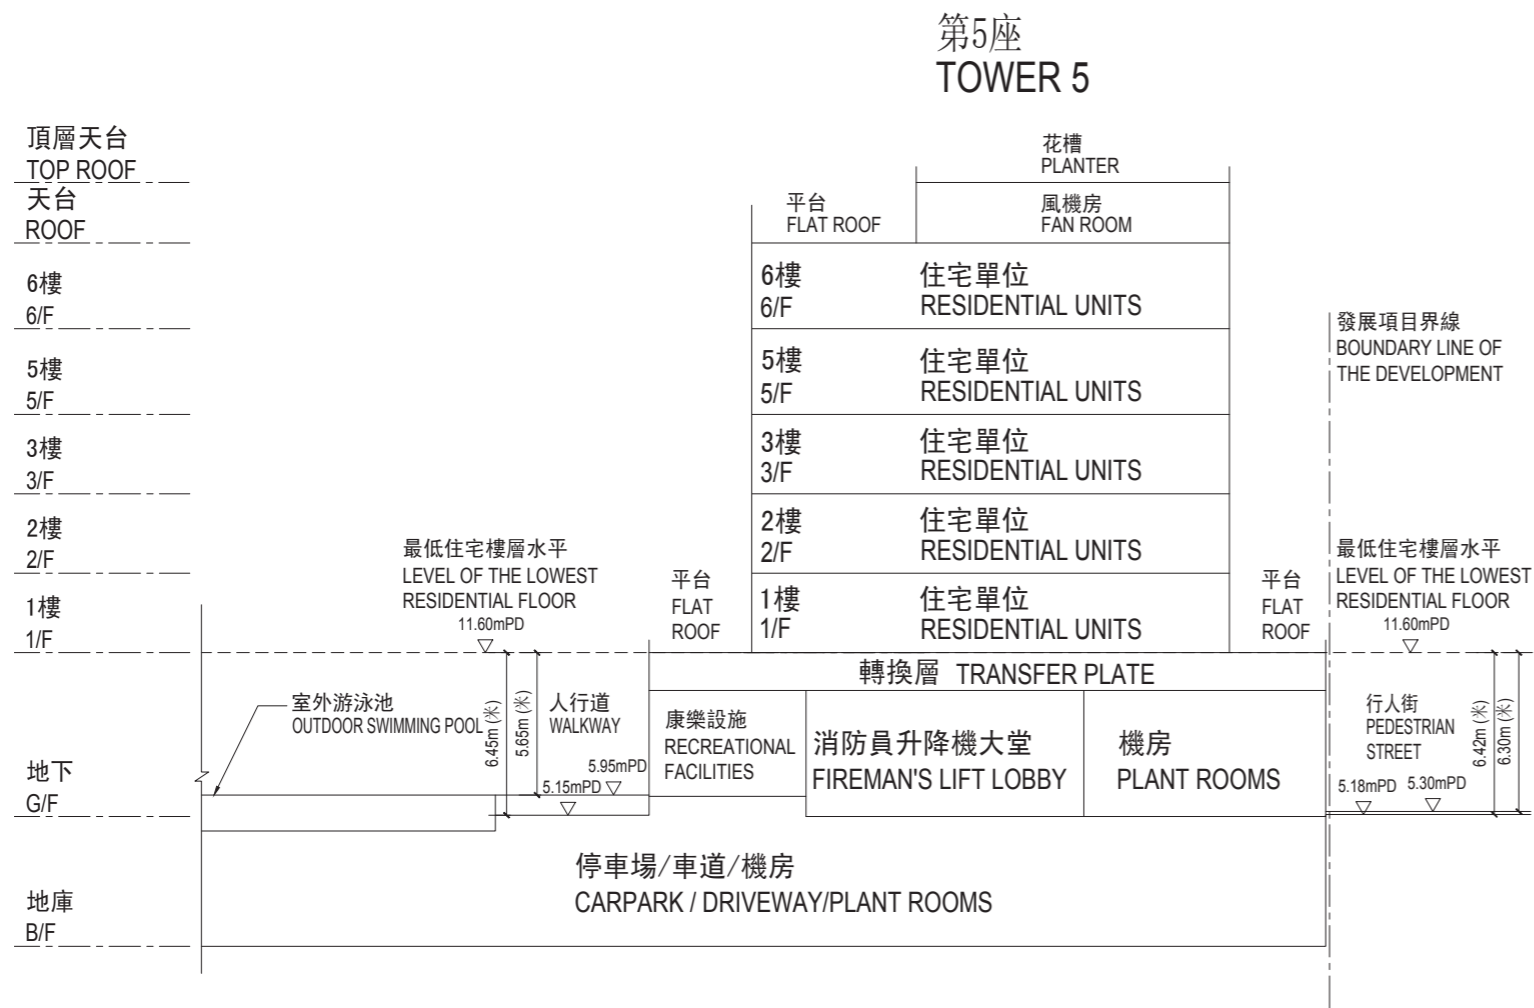 第5座
TOWER 5
頂層天台
TOP ROOF
天台
ROOF
6樓
6/F
5樓
5/F
3樓
3/F
2樓
2/F
1樓
1/F
地下
G/F
地庫
B/F
花槽
PLANTER
平台
FLAT ROOF
風機房
FAN ROOM
6樓
6/F
住宅單位
RESIDENTIAL UNITS
5樓
5/F
住宅單位
RESIDENTIAL UNITS
3樓
3/F
住宅單位
RESIDENTIAL UNITS
2樓
2/F
住宅單位
RESIDENTIAL UNITS
1樓
1/F
住宅單位
RESIDENTIAL UNITS
發展項目界線
BOUNDARY LINE OF
THE DEVELOPMENT
最低住宅樓層水平
LEVEL OF THE LOWEST
RESIDENTIAL FLOOR
11.60mPD
平台
FLAT
ROOF
平台
FLAT
ROOF
最低住宅樓層水平
LEVEL OF THE LOWEST
RESIDENTIAL FLOOR
11.60mPD
轉換層 TRANSFER PLATE
室外游泳池
OUTDOOR SWIMMING POOL
6.45m (米)
5.65m (米)
人行道
WALKWAY
5.95mPD
5.15mPD
康樂設施
RECREATIONAL
FACILITIES
消防員升降機大堂
FIREMAN'S LIFT LOBBY
機房
PLANT ROOMS
行人街
PEDESTRIAN
STREET
5.18mPD
5.30mPD
6.42m (米)
6.30m (米)
停車場/車道/機房
CARPARK / DRIVEWAY/PLANT ROOMS